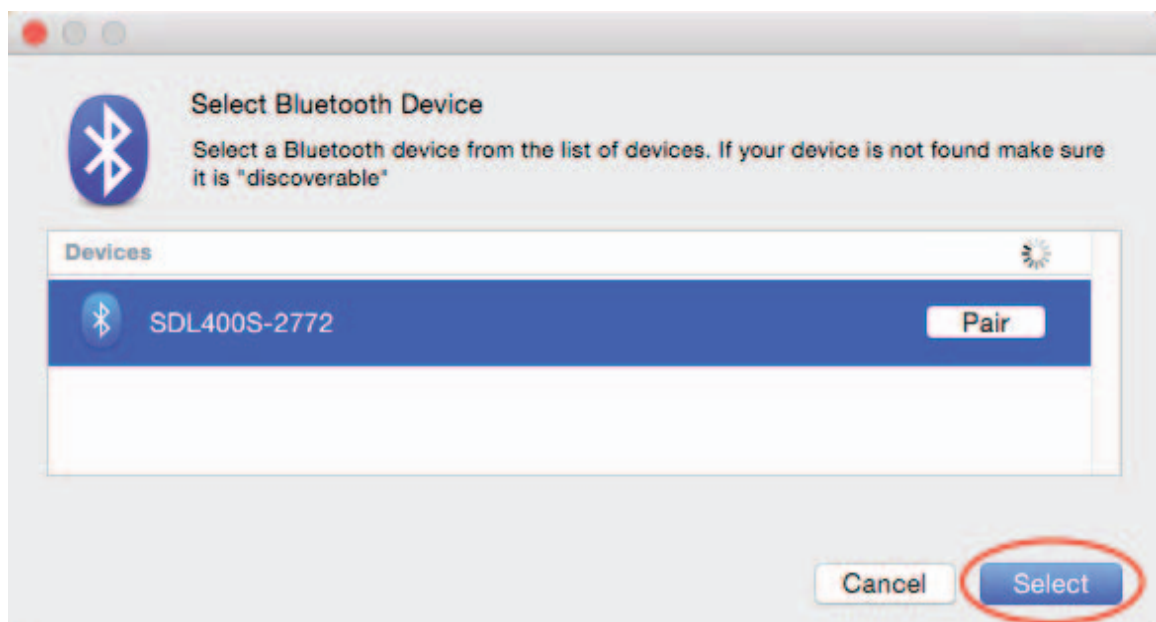 Select Bluetooth Device
Select a Bluetooth device from the list of devices. If your device is not found make sure
it is "discoverable"
Devices
SDL400S-2772
Pair
Cancel
Select